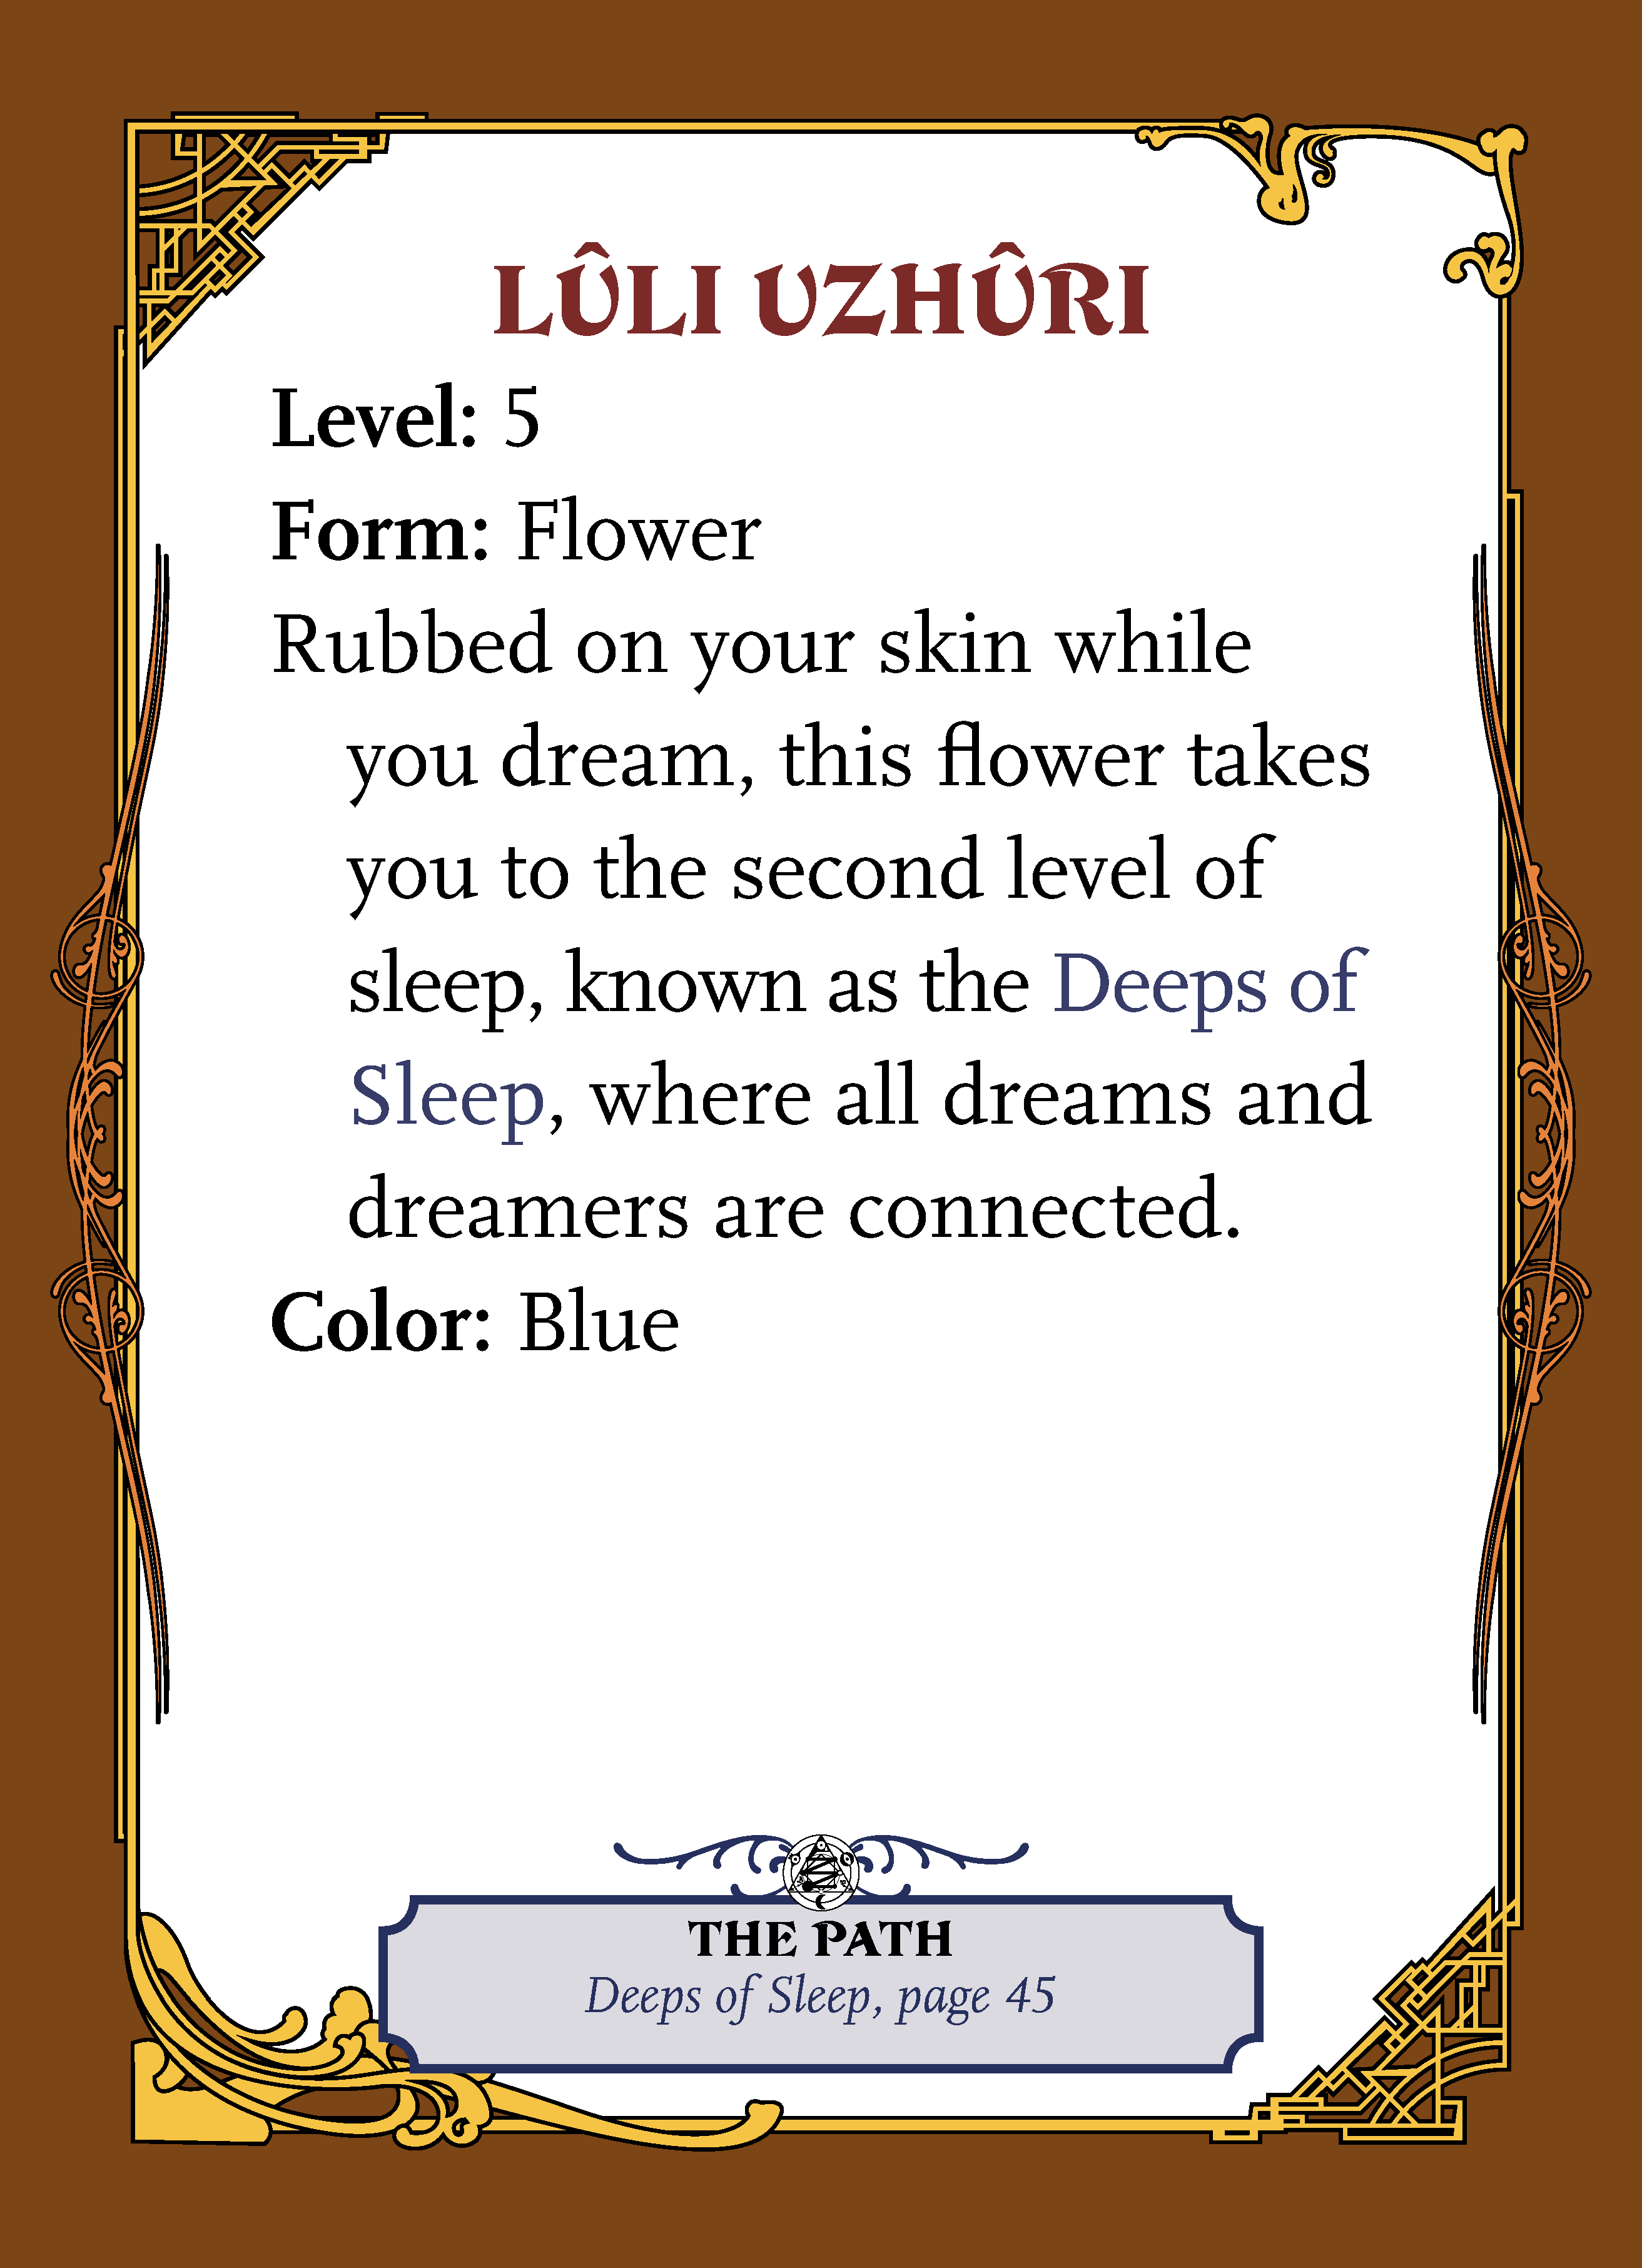 LÛLI UZHÛRI
Level: 5
Form: Flower
Rubbed on your skin while
you dream, this flower takes
you to the second level of
sleep, known as the Deeps of
Sleep, where all dreams and
dreamers are connected.
Color: Blue
THE PATH
Deeps of Sleep, page 45